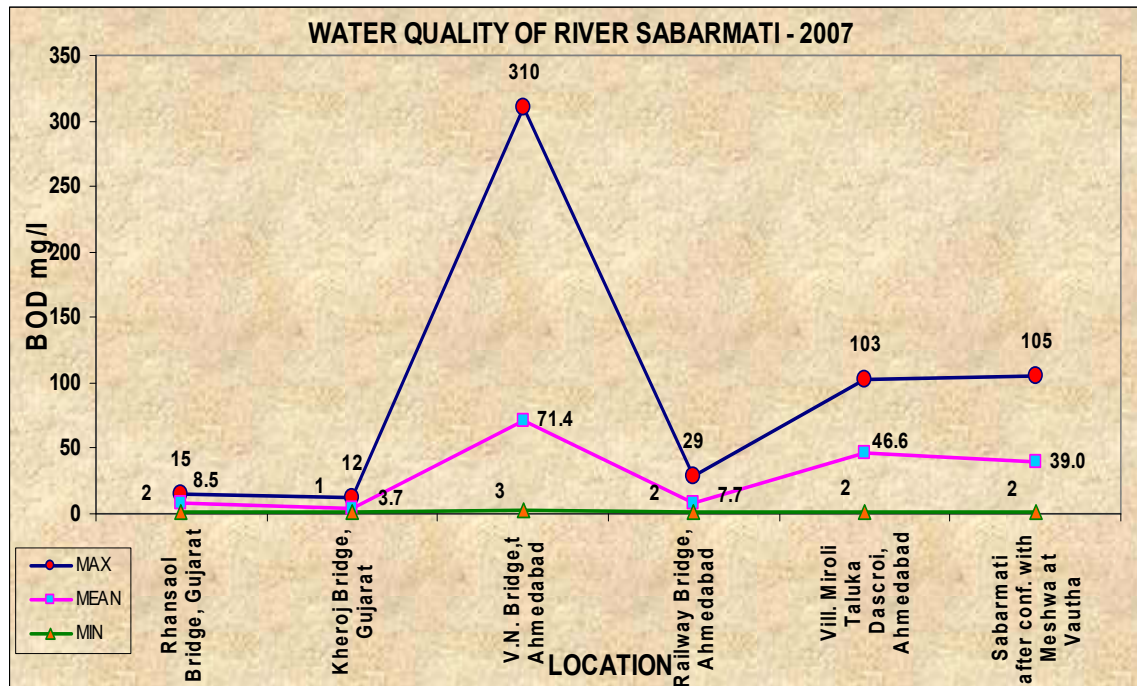 WATER QUALITY OF RIVER SABARMATI - 2007
BOD mg/l
350
300
250
200
150
100
50
0
15
12
310
29
103
105
8.5
3.7
71.4
7.7
46.6
39.0
2
1
3
2
2
2
Rhansaol
Bridge, Gujarat
Kheroj Bridge,
Gujarat
V.N. Bridge,t
Ahmedabad
Railway Bridge,
Ahmedabad
Vill. Miroli
Taluka
Dascroi,
Ahmedabad
Sabarmati
after conf. with
Meshwa at
Vautha
LOCATION
MAX
MEAN
MIN